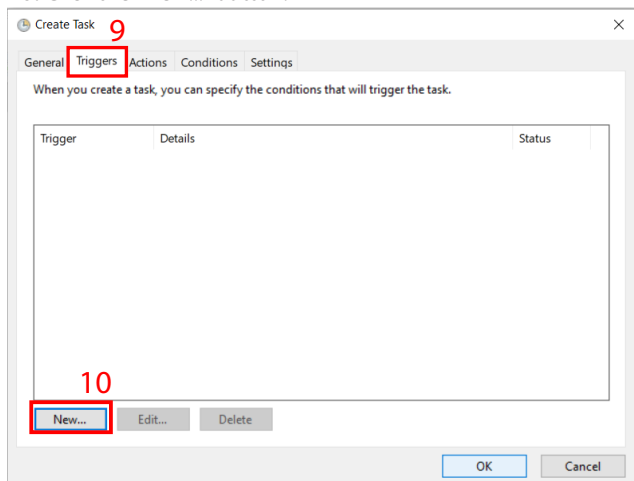 Create Task
9
General Triggers Actions Conditions Settings
When you create a task, you can specify the conditions that will trigger the task.
Trigger Details Status
10
New... Edit... Delete
OK Cancel